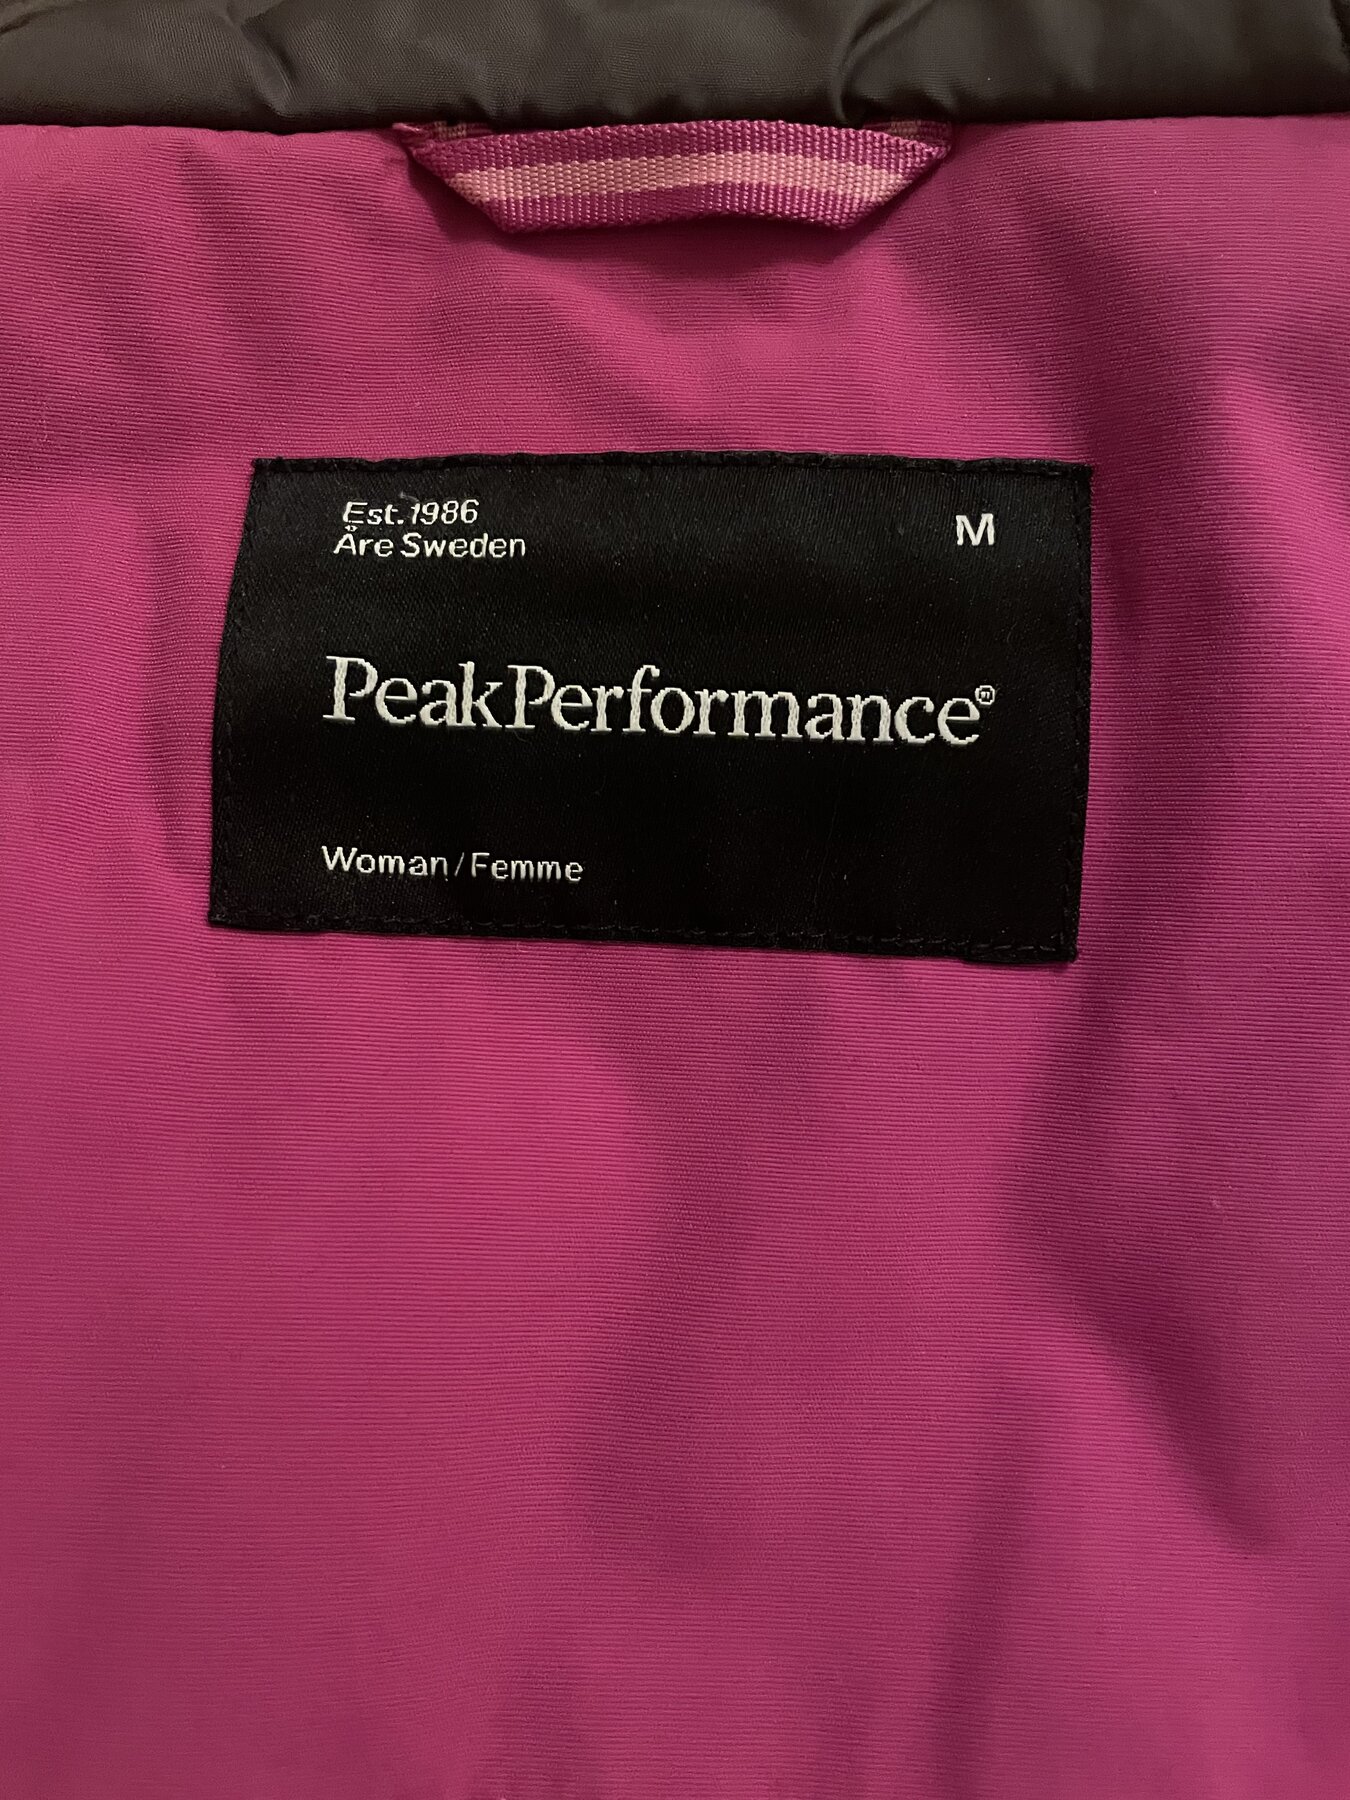 Est.1986
Åre Sweden
M
PeakPerformance®
Woman/Femme